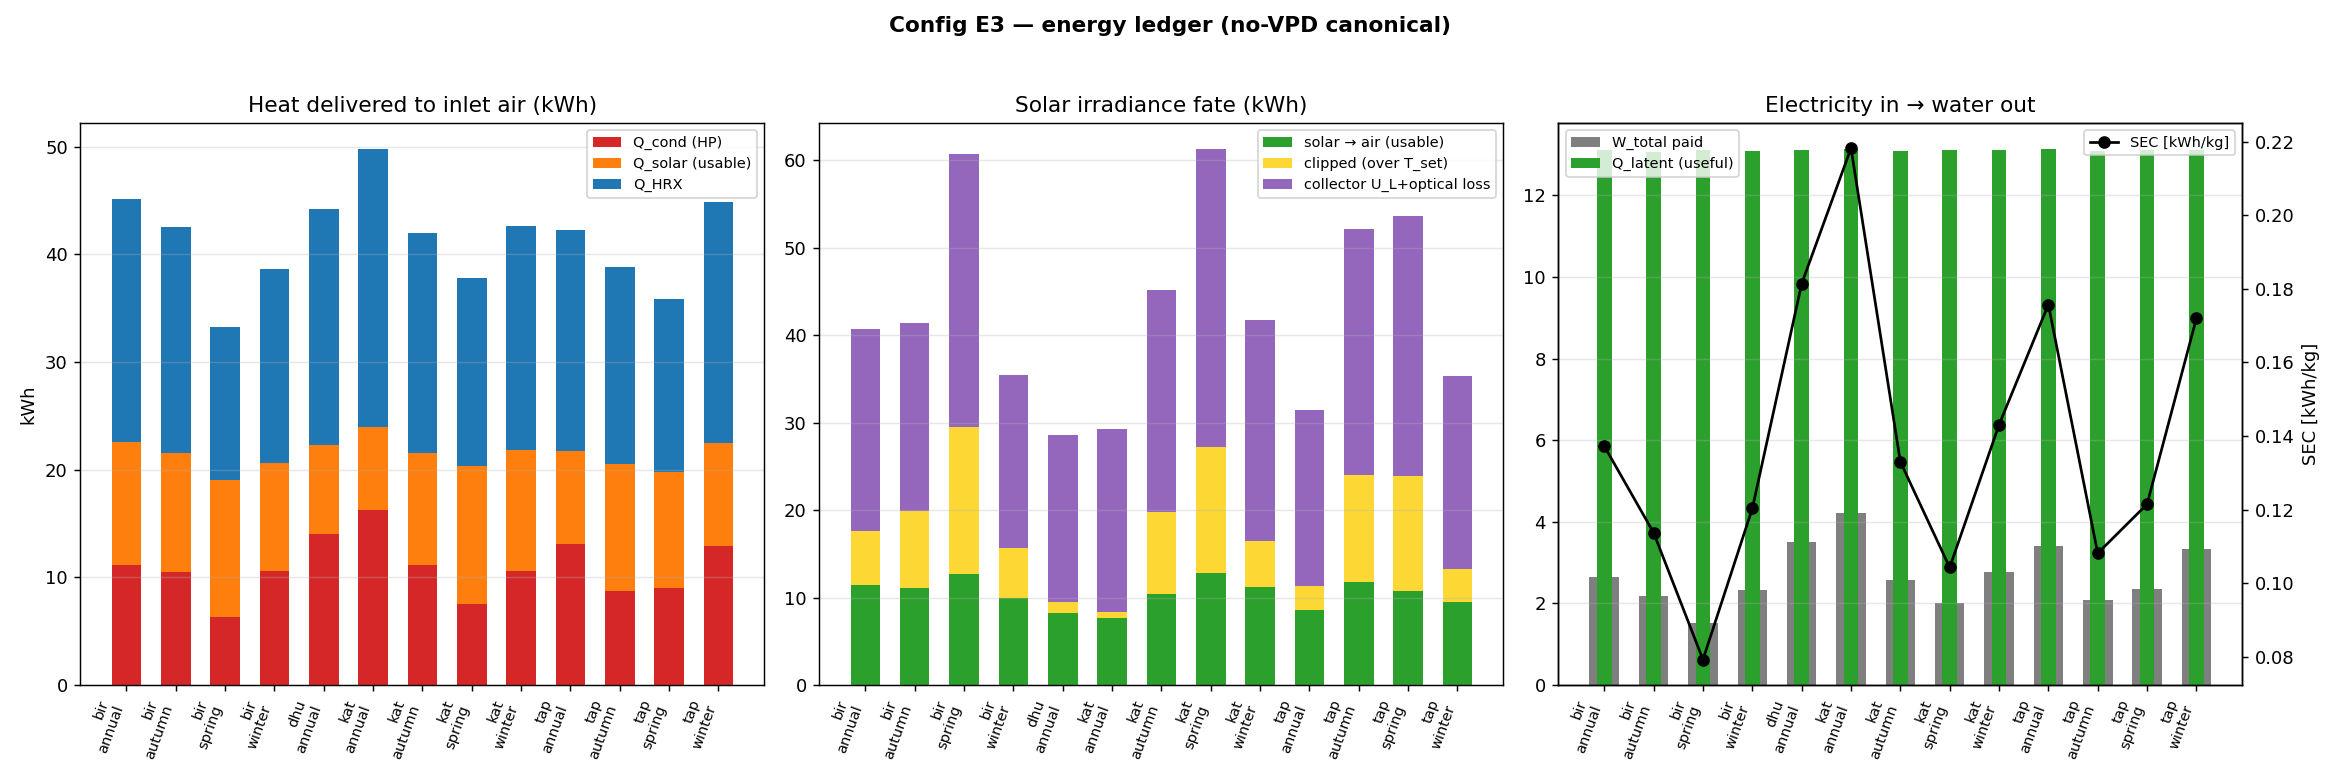 Config E3 — energy ledger (no-VPD canonical)
Heat delivered to inlet air (kWh)
Q_cond (HP)
Q_solar (usable)
Q_HRX
kWh
50
40
30
20
10
0
bir
annual
bir
autumn
bir
spring
bir
winter
dhu
annual
kat
annual
kat
autumn
kat
spring
kat
winter
tap
annual
tap
autumn
tap
spring
tap
winter
Solar irradiance fate (kWh)
solar → air (usable)
clipped (over T_set)
collector U_L+optical loss
60
50
40
30
20
10
0
bir
annual
bir
autumn
bir
spring
bir
winter
dhu
annual
kat
annual
kat
autumn
kat
spring
kat
winter
tap
annual
tap
autumn
tap
spring
tap
winter
Electricity in → water out
W_total paid
Q_latent (useful)
SEC [kWh/kg]
12
10
8
6
4
2
0
0.22
0.20
0.18
0.16
0.14
0.12
0.10
0.08
SEC [kWh/kg]
bir
annual
bir
autumn
bir
spring
bir
winter
dhu
annual
kat
annual
kat
autumn
kat
spring
kat
winter
tap
annual
tap
autumn
tap
spring
tap
winter